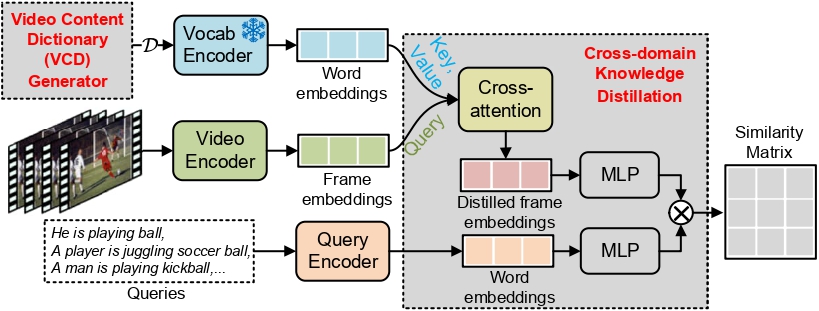 Video Content
Dictionary
(VCD)
Generator
𝒟
Vocab
Encoder
Word
embeddings
Key,
Value
Cross-
attention
Cross-domain
Knowledge
Distillation
Video
Encoder
Frame
embeddings
Query
Distilled frame
embeddings
MLP
Similarity
Matrix
He is playing ball,
A player is juggling soccer ball,
A man is playing kickball,...
Queries
Query
Encoder
Word
embeddings
MLP